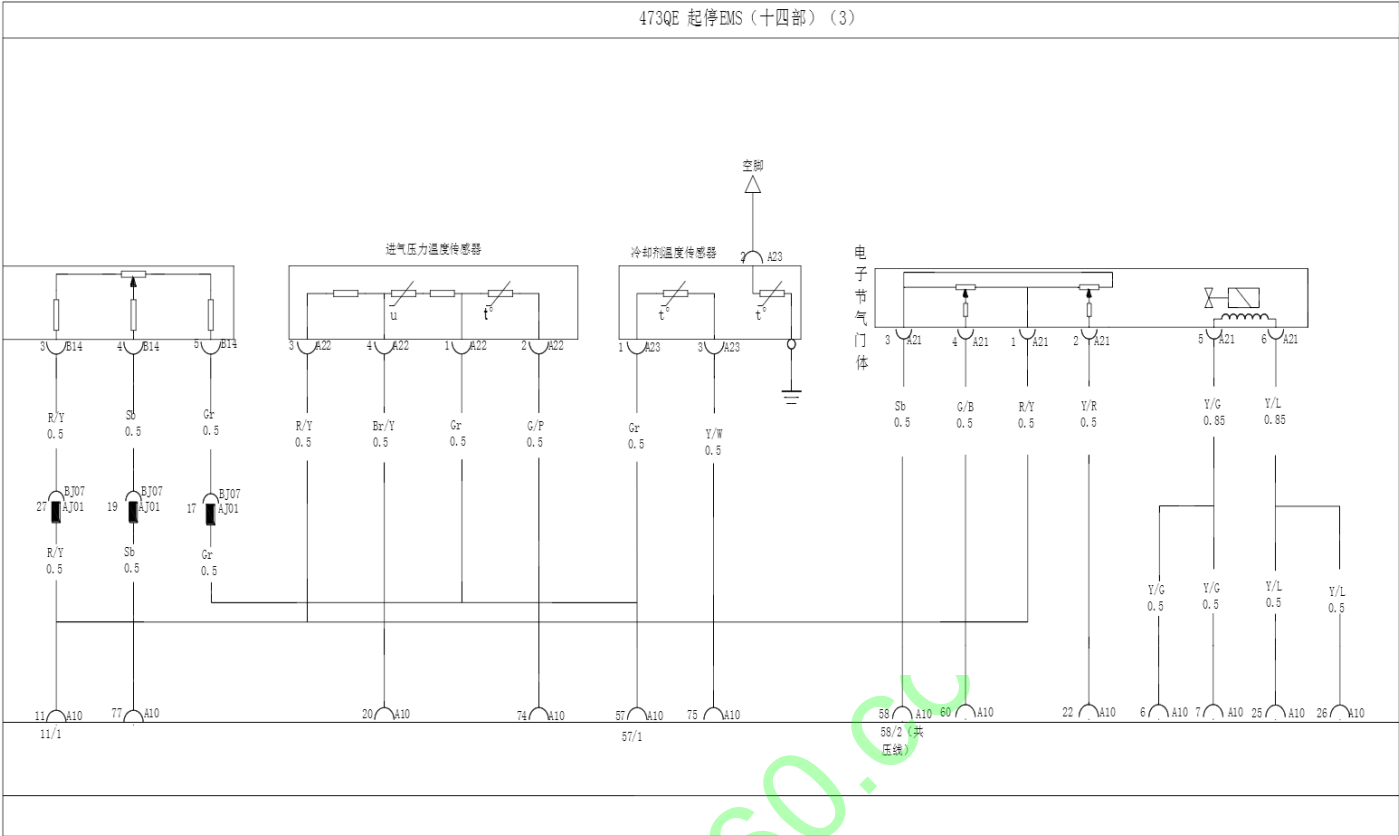 473QE 起停EMS（十四部）（3）
空脚
2 A23
进气压力温度传感器
冷却剂温度传感器
电子节气门体
u
t°
t°
t°
3 B14
4 B14
5 B14
3 A22
4 A22
1 A22
2 A22
1 A23
3 A23
3 A21
4 A21
1 A21
2 A21
5 A21
6 A21
R/Y
0.5
Sb
0.5
Gr
0.5
R/Y
0.5
Br/Y
0.5
Gr
0.5
G/P
0.5
Gr
0.5
Y/W
0.5
Sb
0.5
G/B
0.5
R/Y
0.5
Y/R
0.5
Y/G
0.85
Y/L
0.85
BJ07
27 AJ01
BJ07
19 AJ01
BJ07
17 AJ01
R/Y
0.5
Sb
0.5
Gr
0.5
Y/G
0.5
Y/G
0.5
Y/L
0.5
Y/L
0.5
11 A10
77 A10
20 A10
74 A10
57 A10
75 A10
58 A10
60 A10
22 A10
6 A10
7 A10
25 A10
26 A10
11/1
57/1
58/2（共
压线）
60.cc